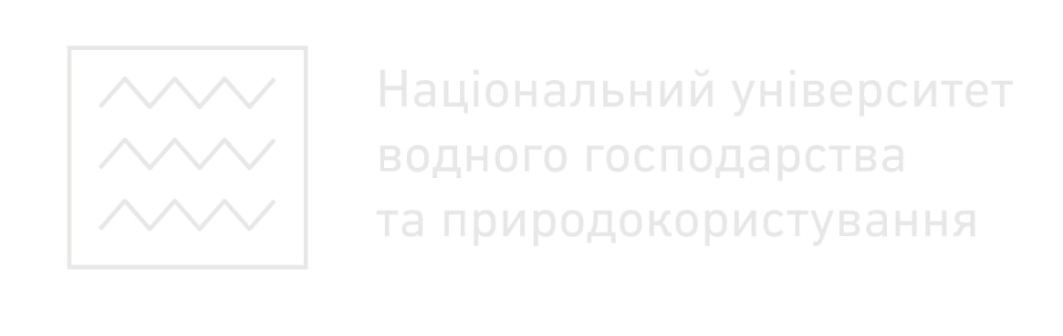 Національний університет
водного господарства
та природокористування